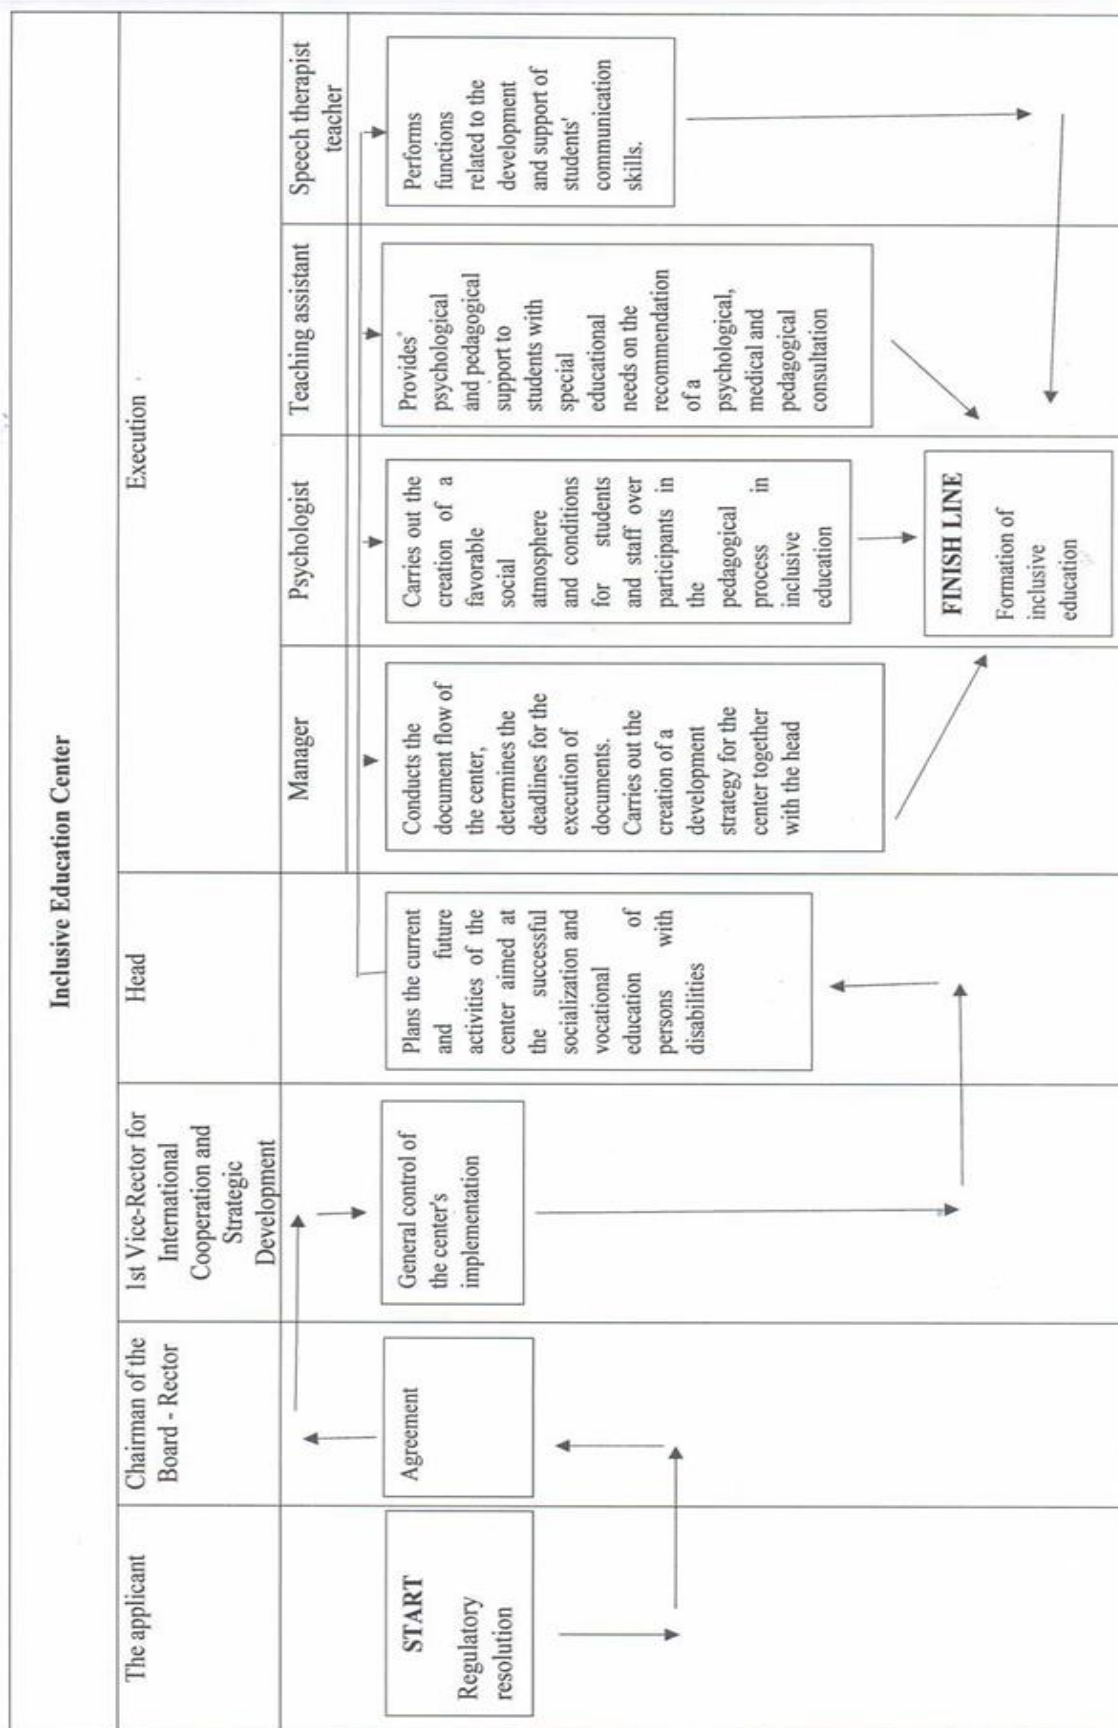 Inclusive Education Center
The applicant
Chairman of the
Board - Rector
1st Vice-Rector for
International
Cooperation and
Strategic
Development
Head
Execution
Manager
Psychologist
Teaching assistant
Speech therapist
teacher
START
Regulatory
resolution
Agreement
General control of
the center's
implementation
Plans the current
and future
activities of the
center aimed at
the successful
socialization and
vocational
education of
persons with
disabilities
Conducts the
document flow of
the center,
determines the
deadlines for the
execution of
documents.
Carries out the
creation of a
development
strategy for the
center together
with the head
Carries out the
creation of a
favorable
social
atmosphere
and conditions
for students
and staff over
participants in
the
pedagogical
process in
inclusive
education
Provides
psychological
and pedagogical
support to
students with
special
educational
needs on the
recommendation
of a
psychological,
medical and
pedagogical
consultation
Performs
functions
related to the
development
and support of
students'
communication
skills.
FINISH LINE
Formation of
inclusive
education